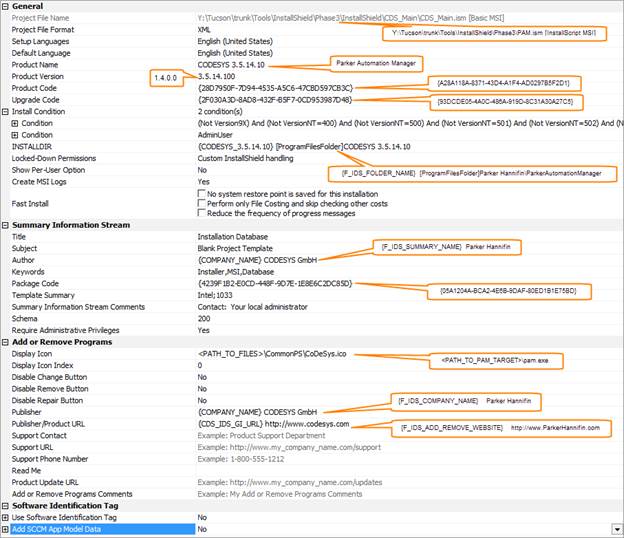 General
Project File Name Y:\Tucson\trunk\Tools\InstallShield\Phase3\InstallShield\CDS_Main\CDS_Main.ism [Basic MSI]
Project File Format XML
Y:\Tucson\trunk\Tools\InstallShield\Phase3\PAM.ism [InstallScript MSI]
Setup Languages English (United States)
Default Language English (United States)
Product Name CODESYS 3.5.14.10
Parker Automation Manager
Product Version 3.5.14.100
1.4.0.0
Product Code {28D7950F-7D94-4535-A5C6-47CBD597CB3C}
{A28A118A-8371-43D4-A1F4-AD0297B5F2D1}
Upgrade Code {2F030A3D-8AD8-432F-B5F7-0CD953987D48}
{93DCDE05-4A0C-486A-919D-8C31A30A27C5}
Install Condition 2 condition(s)
Condition (Not Version9X) And (Not VersionNT=400) And (Not VersionNT=500) And (Not VersionNT=501) And (Not VersionNT=502) And (N
Condition AdminUser
INSTALLDIR {CODESYS_3.5.14.10} [ProgramFilesFolder]CODESYS 3.5.14.10
Locked-Down Permissions Custom InstallShield handling
Show Per-User Option No
{F_IDS_FOLDER_NAME} [ProgramFilesFolder]Parker Hannifin\ParkerAutomationManager
Create MSI Logs Yes
No system restore point is saved for this installation
Fast Install Perform only File Costing and skip checking other costs
Reduce the frequency of progress messages
Summary Information Stream
Title Installation Database
Subject Blank Project Template
{F_IDS_SUMMARY_NAME} Parker Hannifin
Author {COMPANY_NAME} CODESYS GmbH
Keywords Installer,MSI,Database
Package Code {4239F1B2-E0CD-448F-9D7E-1E8E6C2DC85D}
{05A1204A-BCA2-4E6B-9DAF-80ED1B1E75BD}
Template Summary Intel;1033
Summary Information Stream Comments Contact: Your local administrator
Schema 200
Require Administrative Privileges Yes
Add or Remove Programs
Display Icon <PATH_TO_FILES>\CommonPS\CoDeSys.ico
<PATH_TO_PAM_TARGET>\pam.exe
Display Icon Index 0
Disable Change Button No
Disable Remove Button No
Disable Repair Button No
{F_IDS_COMPANY_NAME} Parker Hannifin
Publisher {COMPANY_NAME} CODESYS GmbH
Publisher/Product URL {CDS_IDS_GI_URL} http://www.codesys.com
{F_IDS_ADD_REMOVE_WEBSITE} http://www.ParkerHannifin.com
Support Contact Example: Product Support Department
Support URL Example: http://www.my_company_name.com/support
Support Phone Number Example: 1-800-555-1212
Read Me
Product Update URL Example: http://www.my_company_name.com/updates
Add or Remove Programs Comments Example: My Add or Remove Programs Comments
Software Identification Tag
Use Software Identification Tag No
Add SCCM App Model Data No